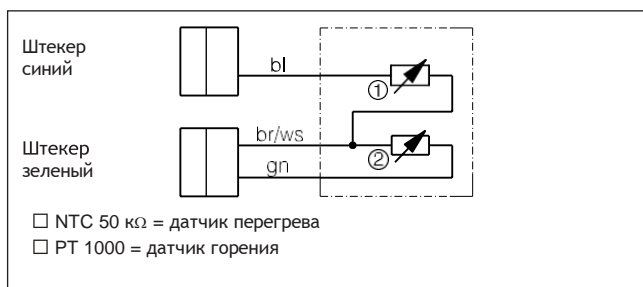 Штекер
синий
bl
①
Штекер
зеленый
br/ws
②
gn
☐ NTC 50 кΩ = датчик перегрева
☐ PT 1000 = датчик горения